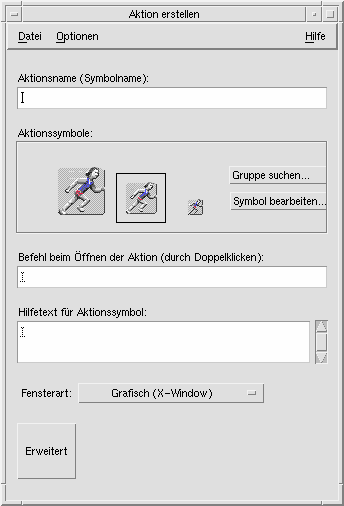 Aktion erstellen
Datei Optionen Hilfe
Aktionsname (Symbolname):
Aktionssymbole:
Gruppe suchen...
Symbol bearbeiten...
Befehl beim Öffnen der Aktion (durch Doppelklicken):
Hilfetext für Aktionssymbol:
Fensterart: Grafisch (X-Window)
Erweitert